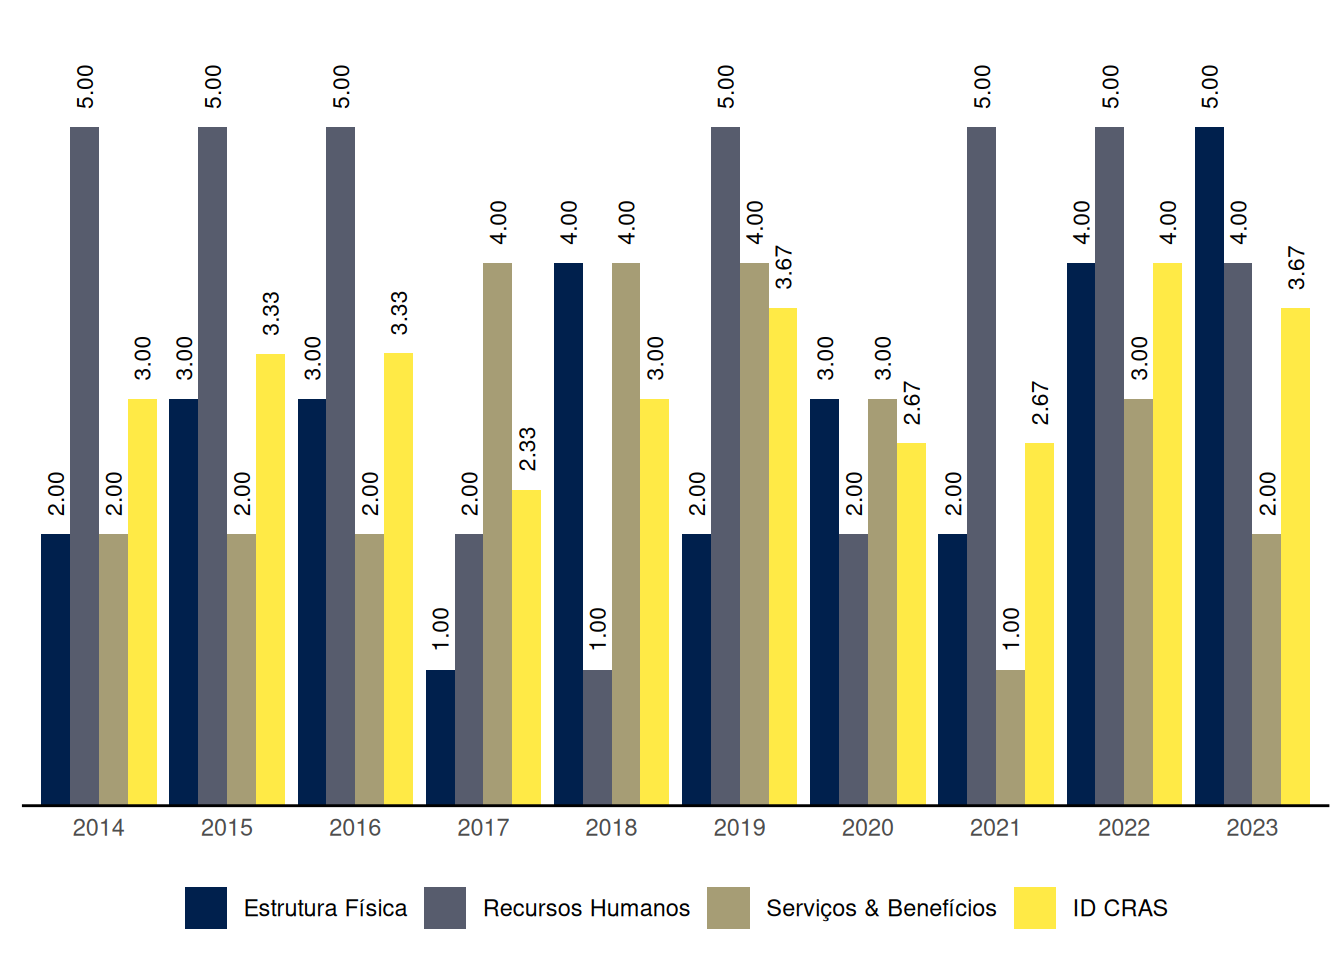 2.00 5.00 2.00 3.00
3.00 5.00 2.00 3.33
3.00 5.00 2.00 3.33
1.00 2.00 4.00 2.33
4.00 1.00 4.00 3.00
2.00 5.00 4.00 3.67
3.00 2.00 3.00 2.67
2.00 5.00 1.00 2.67
4.00 5.00 3.00 4.00
5.00 4.00 2.00 3.67
2014 2015 2016 2017 2018 2019 2020 2021 2022 2023
Estrutura Física Recursos Humanos Serviços & Benefícios ID CRAS